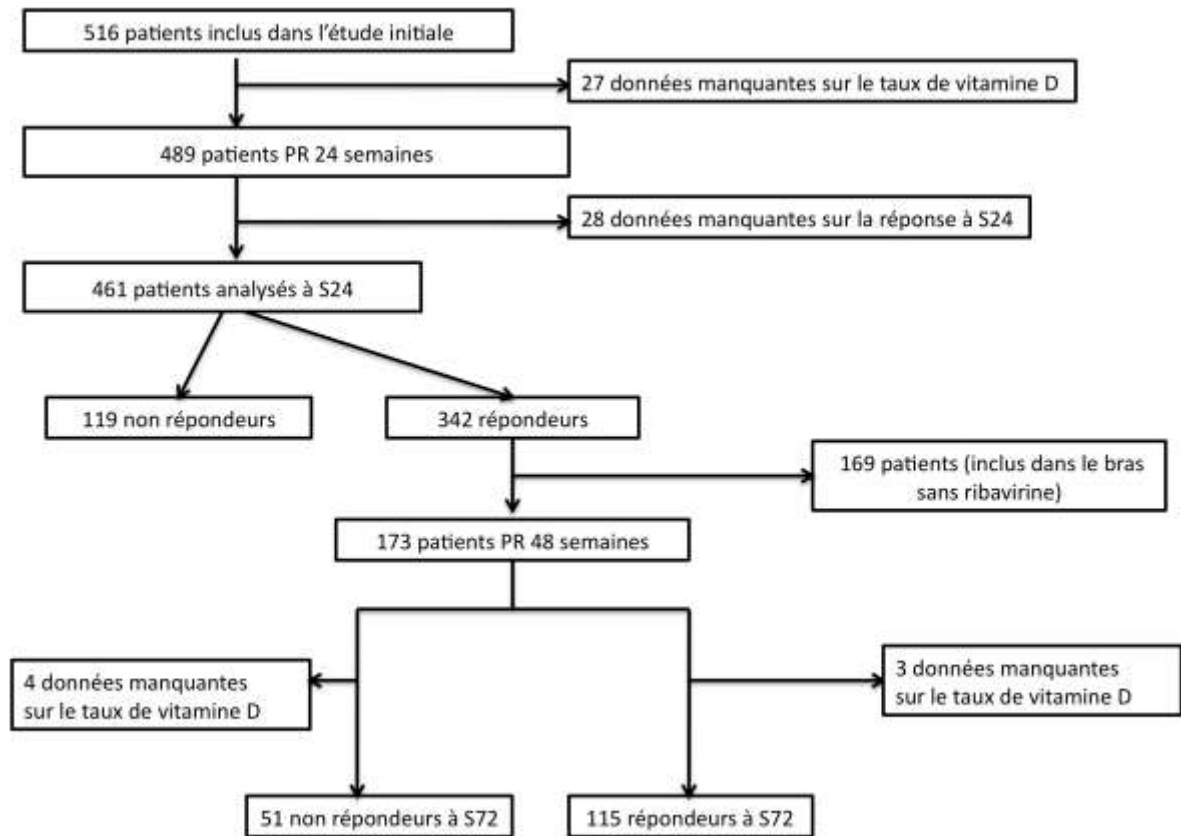 516 patients inclus dans l'étude initiale
27 données manquantes sur le taux de vitamine D
489 patients PR 24 semaines
28 données manquantes sur la réponse à S24
461 patients analysés à S24
119 non répondeurs
342 répondeurs
169 patients (inclus dans le bras
sans ribavirine)
173 patients PR 48 semaines
4 données manquantes
sur le taux de vitamine D
3 données manquantes
sur le taux de vitamine D
51 non répondeurs à S72
115 répondeurs à S72